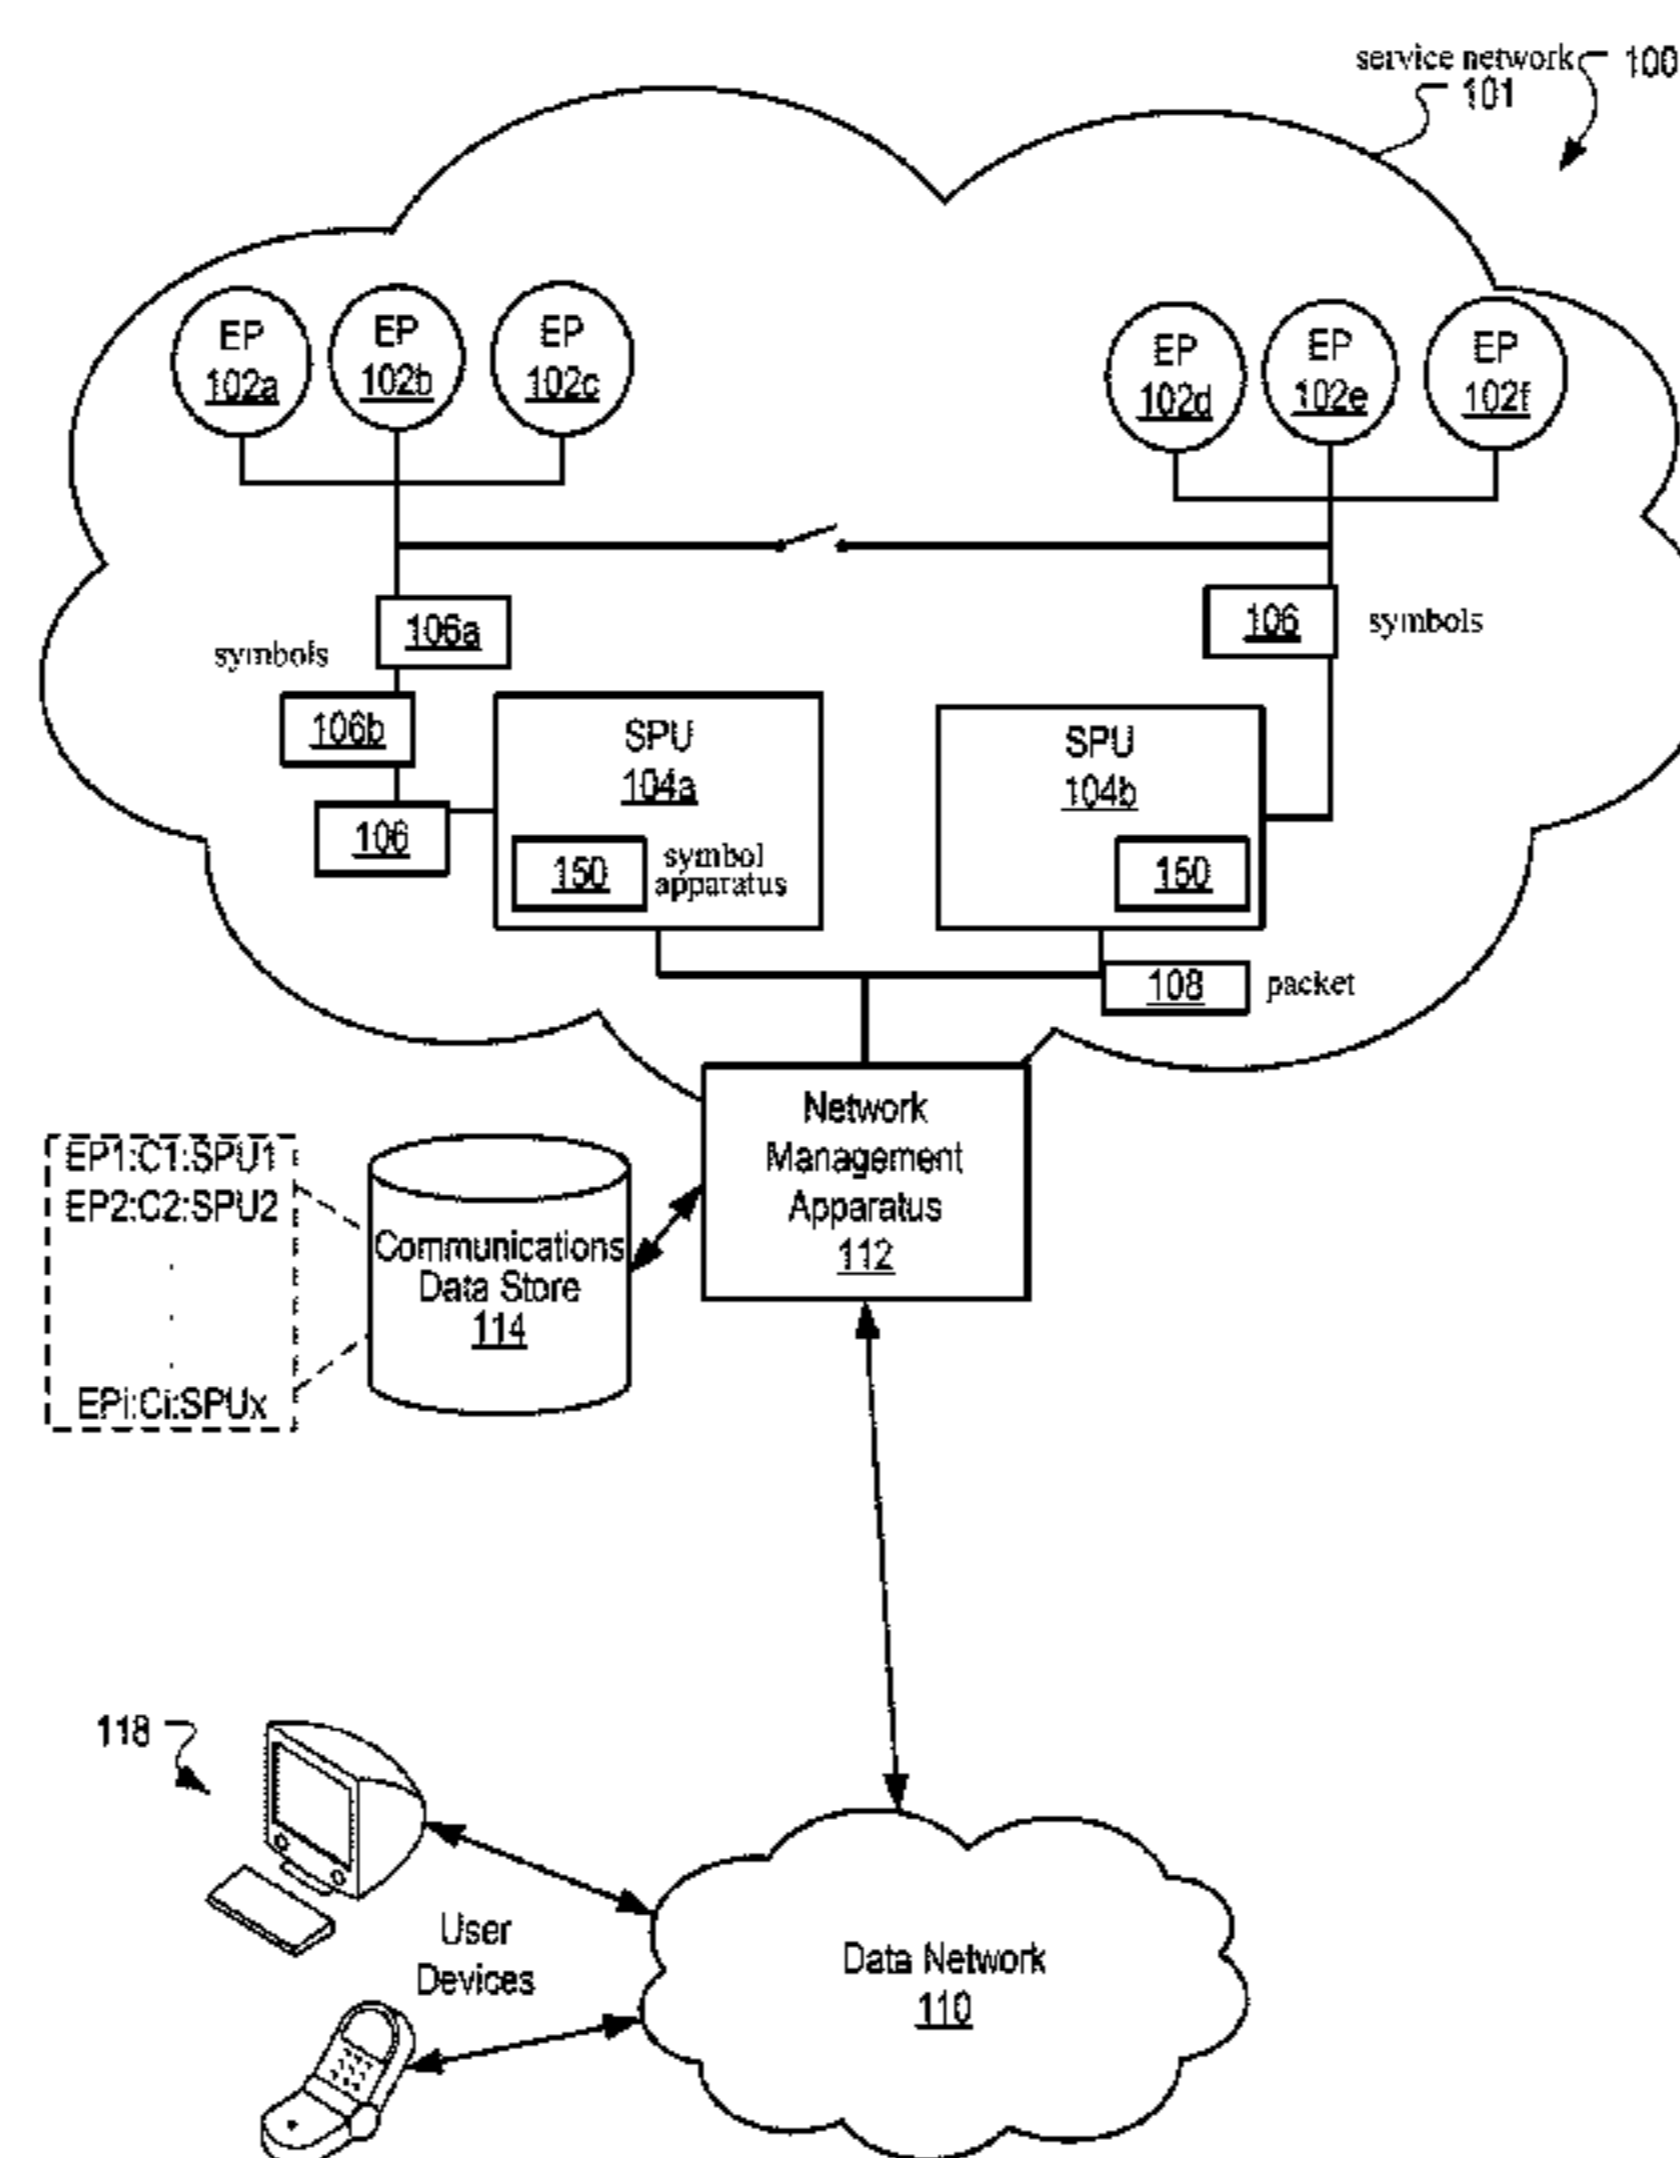 service network 100
101
EP
102a
EP
102b
EP
102c
EP
102d
EP
102e
EP
102f
106a
symbols
106b
106
106
symbols
SPU
104a
150
symbol
apparatus
SPU
104b
150
108
packet
Network
Management
Apparatus
112
EP1:C1:SPU1
EP2:C2:SPU2
.
.
.
EPi:Ci:SPUx
Communications
Data Store
114
118
User
Devices
Data Network
110